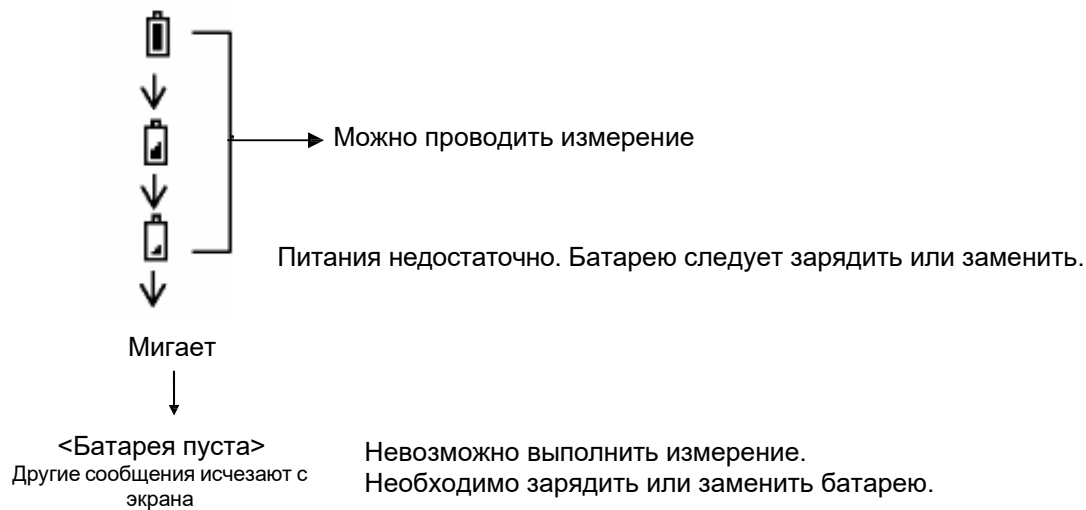 Можно проводить измерение
Питания недостаточно. Батарею следует зарядить или заменить.
Мигает
<Батарея пуста>
Другие сообщения исчезают с
экрана
Невозможно выполнить измерение.
Необходимо зарядить или заменить батарею.